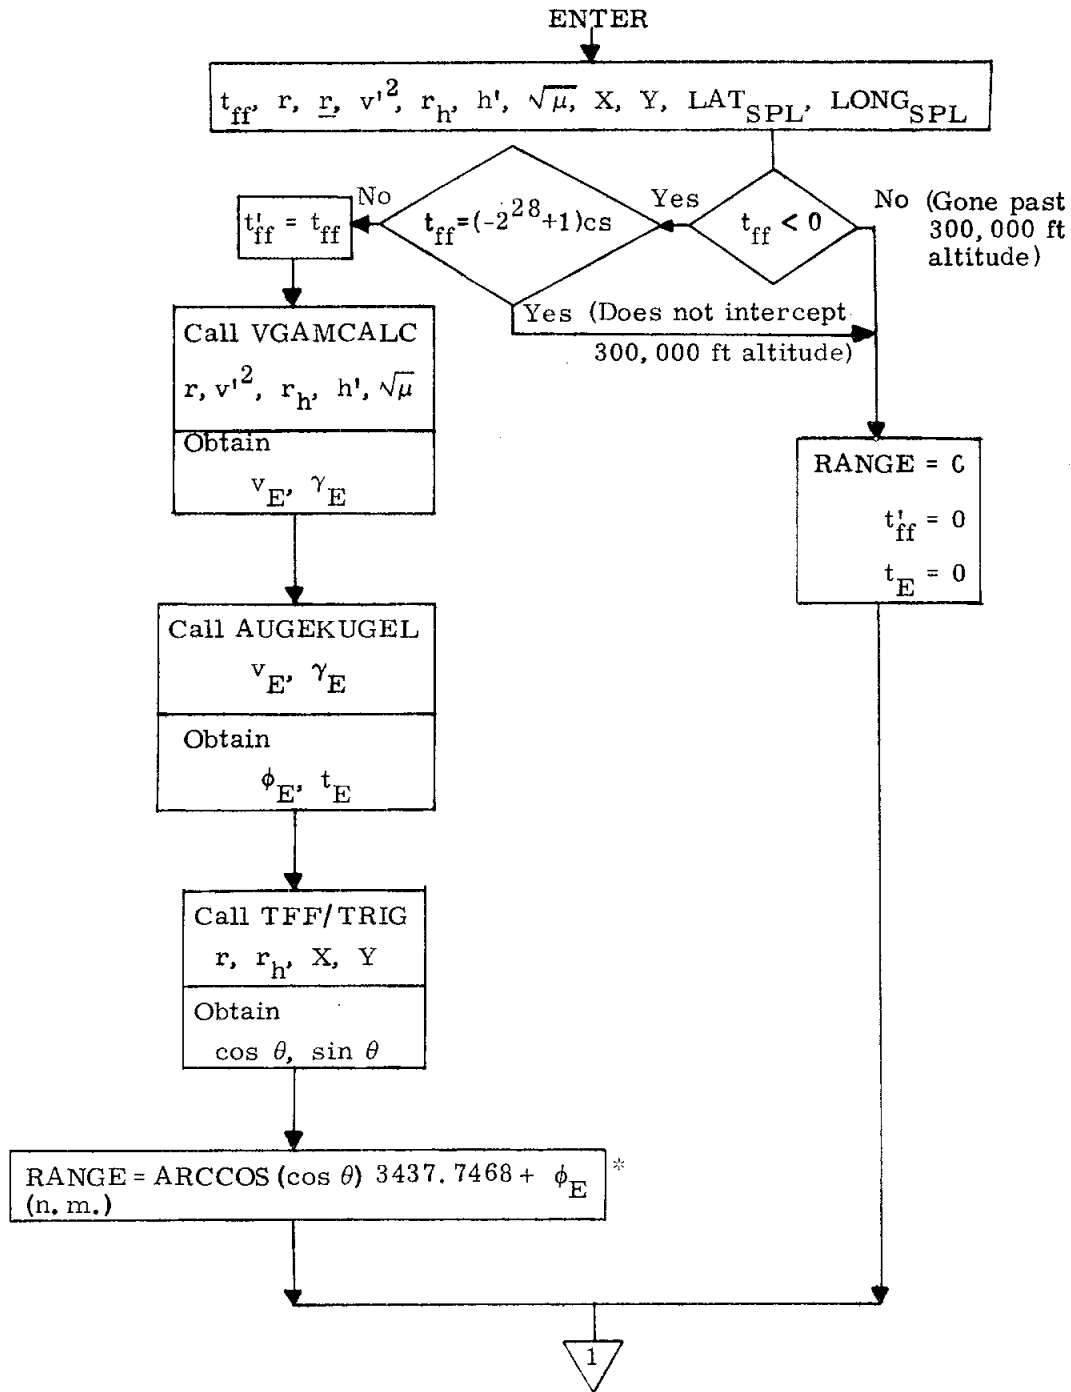 ENTER
t_ff, r, r̲, v'², r_h, h', √μ, X, Y, LAT_SPL, LONG_SPL
t_ff < 0
Yes
No (Gone past
300,000 ft
altitude)
t_ff=(-2²⁸+1)cs
No
Yes (Does not intercept
300,000 ft altitude)
t'_ff = t_ff
Call VGAMCALC
r, v'², r_h, h', √μ
Obtain
v_E, γ_E
RANGE = C
t'_ff = 0
t_E = 0
Call AUGEKUGEL
v_E, γ_E
Obtain
ϕ_E, t_E
Call TFF/TRIG
r, r_h, X, Y
Obtain
cos θ, sin θ
RANGE = ARCCOS (cos θ) 3437.7468 + ϕ_E *
(n.m.)
1